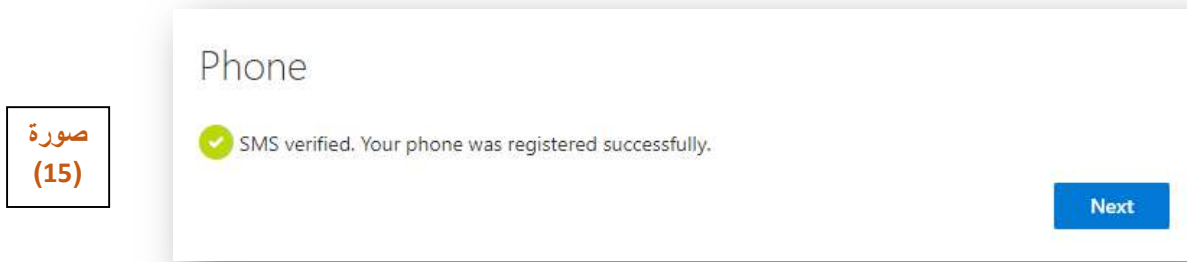 Phone
صورة
(15)
SMS verified. Your phone was registered successfully.
Next